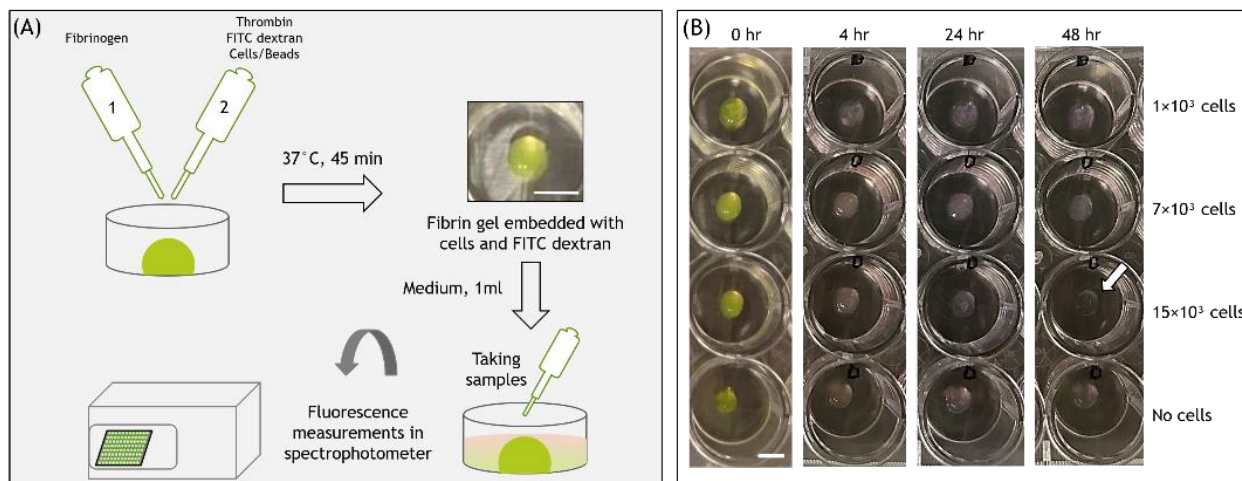 (A)
Fibrinogen
Thrombin
FITC dextran
Cells/Beads
1
2
37°C, 45 min
Fibrin gel embedded with
cells and FITC dextran
Medium, 1ml
Taking
samples
Fluorescence
measurements in
spectrophotometer
(B)
0 hr
4 hr
24 hr
48 hr
1×10³ cells
7×10³ cells
15×10³ cells
No cells